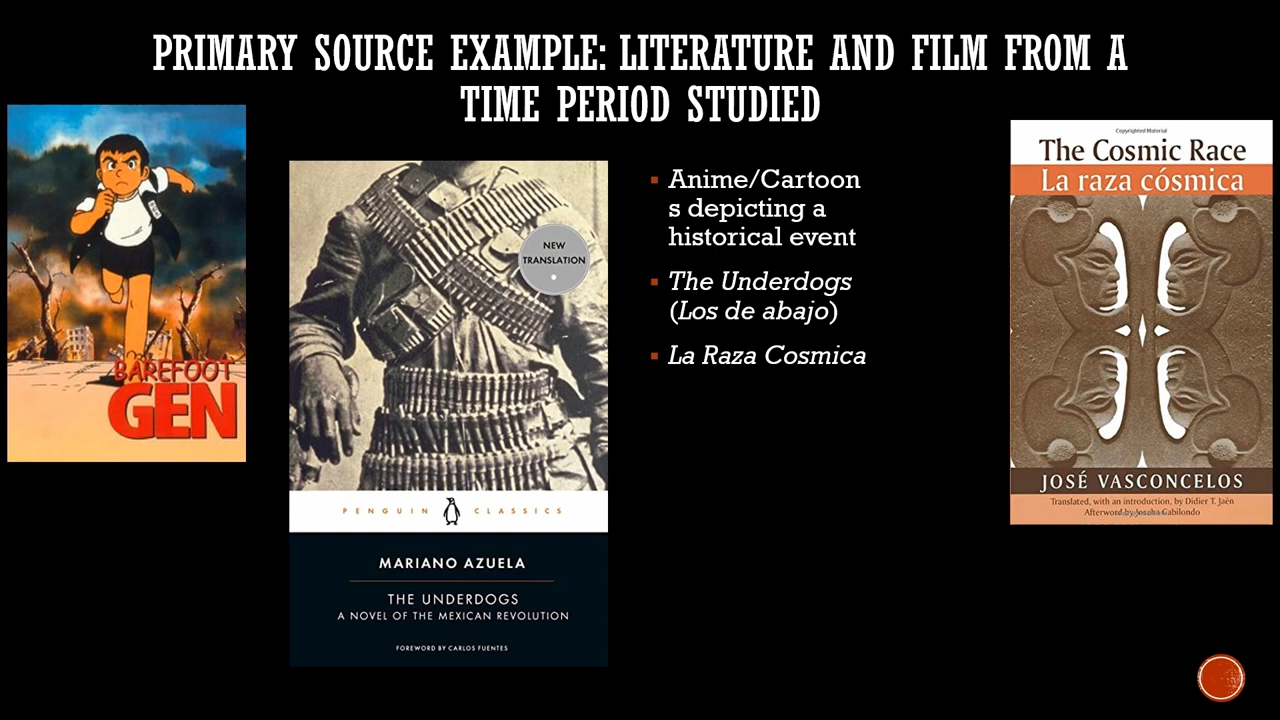 PRIMARY SOURCE EXAMPLE: LITERATURE AND FILM FROM A
TIME PERIOD STUDIED
BAREFOOT
GEN
NEW
TRANSLATION
PENGUIN CLASSICS
MARIANO AZUELA
THE UNDERDOGS
A NOVEL OF THE MEXICAN REVOLUTION
FOREWORD BY CARLOS FUENTES
▪ Anime/Cartoon
s depicting a
historical event
▪ The Underdogs
(Los de abajo)
▪ La Raza Cosmica
Copyrighted Material
The Cosmic Race
La raza cósmica
JOSÉ VASCONCELOS
Translated, with an introduction, by Didier T. Jaén
Afterword by Joseba Gabilondo